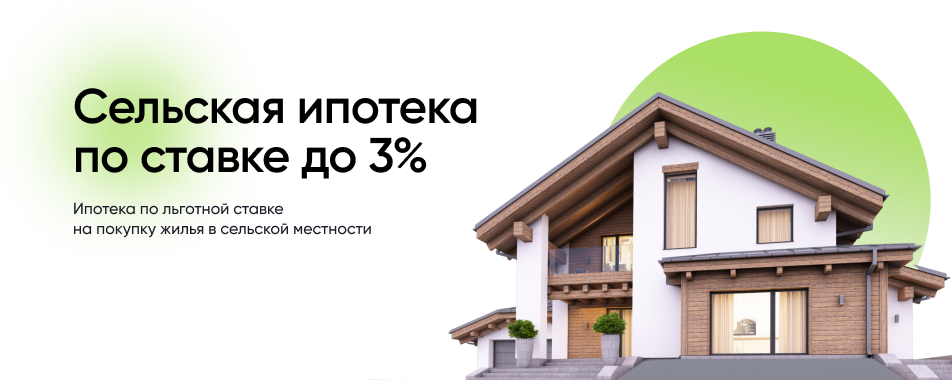 Сельская ипотека
по ставке до 3%
Ипотека по льготной ставке
на покупку жилья в сельской местности